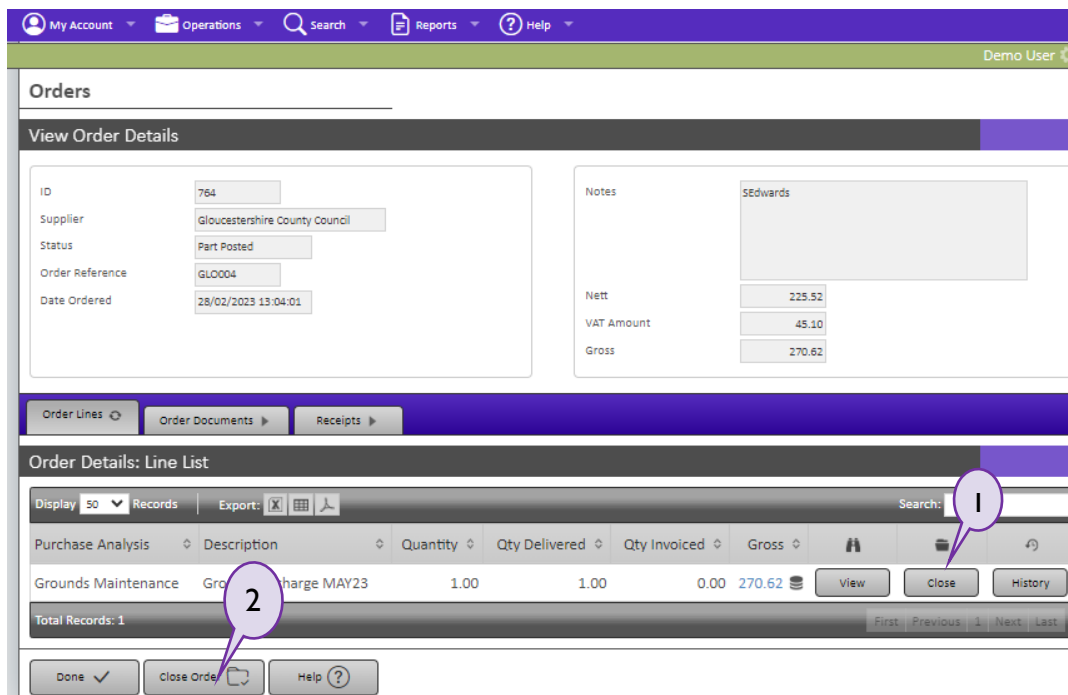 My Account Operations Search Reports Help
Demo User
Orders
View Order Details
ID 764
Supplier Gloucestershire County Council
Status Part Posted
Order Reference GLO004
Date Ordered 28/02/2023 13:04:01
Notes SEdwards
Nett 225.52
VAT Amount 45.10
Gross 270.62
Order Lines Order Documents Receipts
Order Details: Line List
Display 50 Records Export: Search:
1
Purchase Analysis Description Quantity Qty Delivered Qty Invoiced Gross
Grounds Maintenance MAY23 1.00 1.00 0.00 270.62 View Close History
2
Total Records: 1 First Previous 1 Next Last
Done Close Order Help